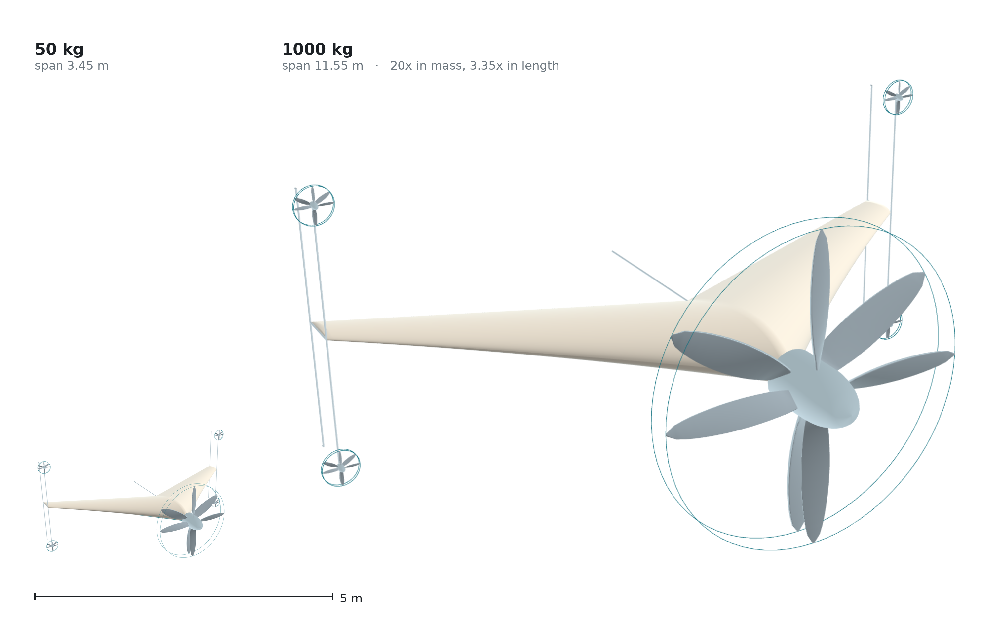 50 kg
span 3.45 m
1000 kg
span 11.55 m · 20x in mass, 3.35x in length
5 m